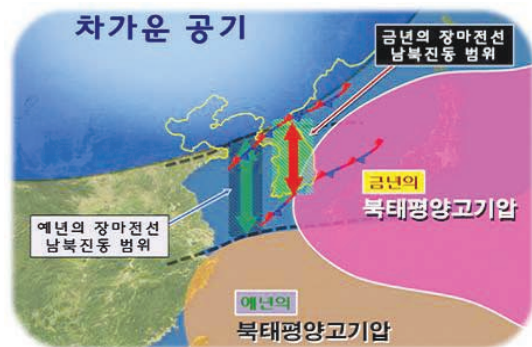 차가운 공기
금년의 장마전선
남북진동 범위
금년의
북태평양고기압
예년의 장마전선
남북진동 범위
예년의
북태평양고기압